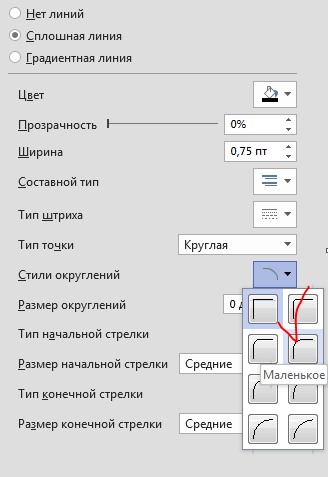 Нет линий
Сплошная линия
Градиентная линия
Цвет
Прозрачность 0%
Ширина 0,75 пт
Составной тип
Тип штриха
Тип точки Круглая
Стили округлений
Размер округлений 0
Тип начальной стрелки
Маленькое
Размер начальной стрелки Средние
Тип конечной стрелки
Размер конечной стрелки Средние